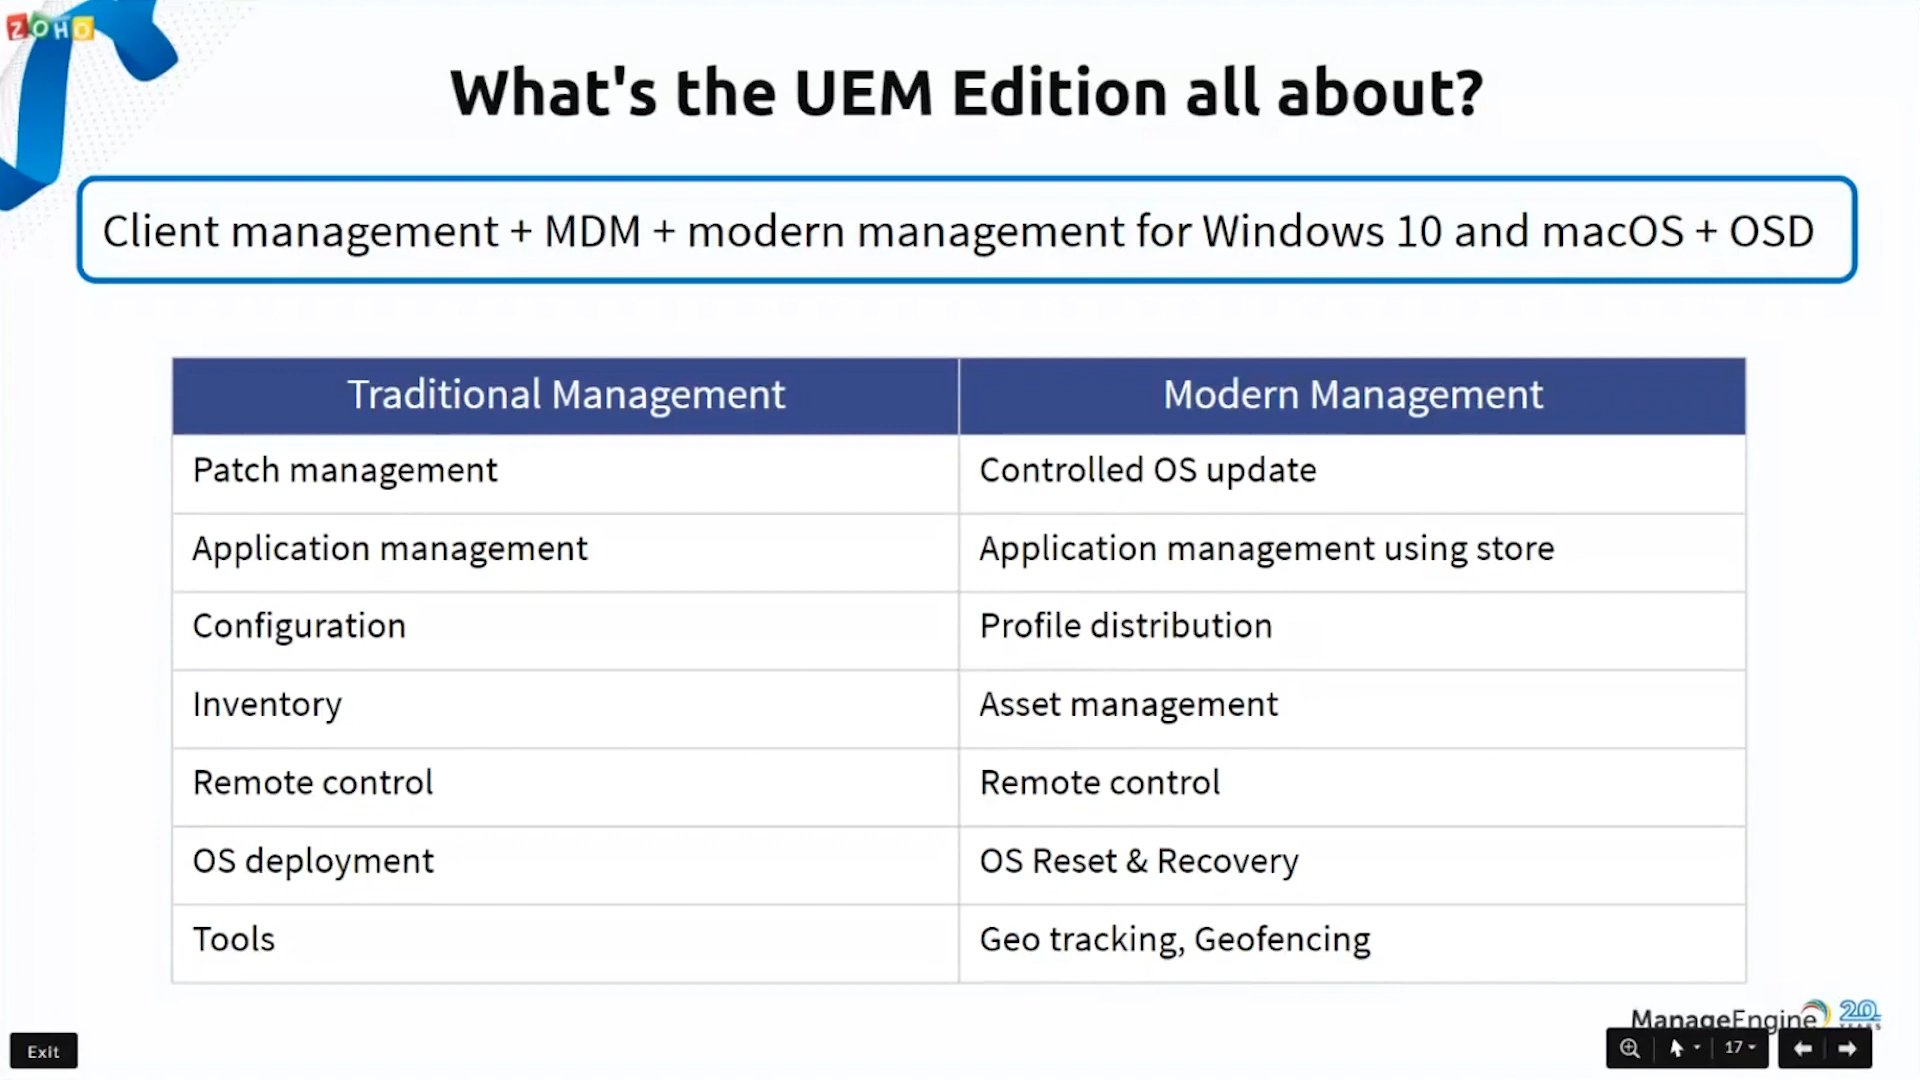 ZOHO
What's the UEM Edition all about?
Client management + MDM + modern management for Windows 10 and macOS + OSD
Traditional Management
Modern Management
Patch management
Controlled OS update
Application management
Application management using store
Configuration
Profile distribution
Inventory
Asset management
Remote control
Remote control
OS deployment
OS Reset & Recovery
Tools
Geo tracking, Geofencing
ManageEngine
20
YEARS
Exit
17